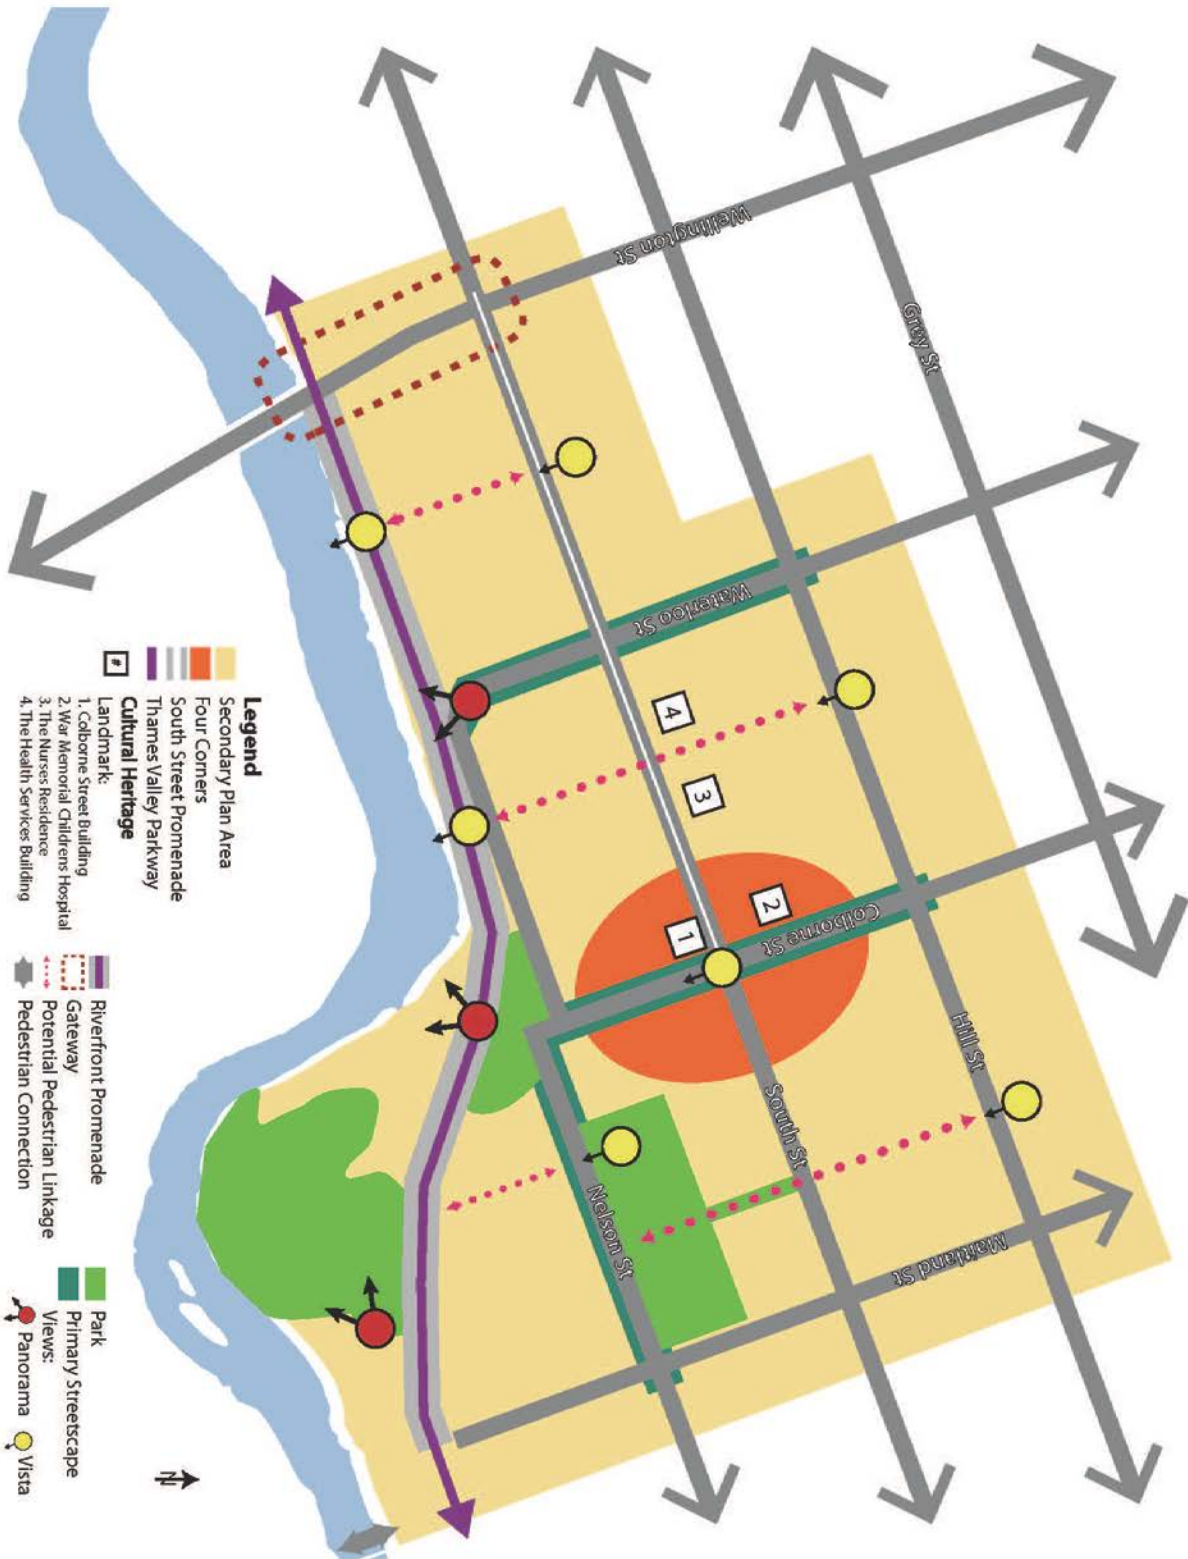 Wellington St
Grey St
Waterloo St
Hill St
Colborne St
South St
Nelson St
Maitland St
4
3
2
1
Legend
Secondary Plan Area
Four Corners
South Street Promenade
Thames Valley Parkway
Cultural Heritage
#
Landmark:
1. Colborne Street Building
2. War Memorial Childrens Hospital
3. The Nurses Residence
4. The Health Services Building
Riverfront Promenade
Gateway
Potential Pedestrian Linkage
Pedestrian Connection
Park
Primary Streetscape
Views:
Panorama
Vista
N